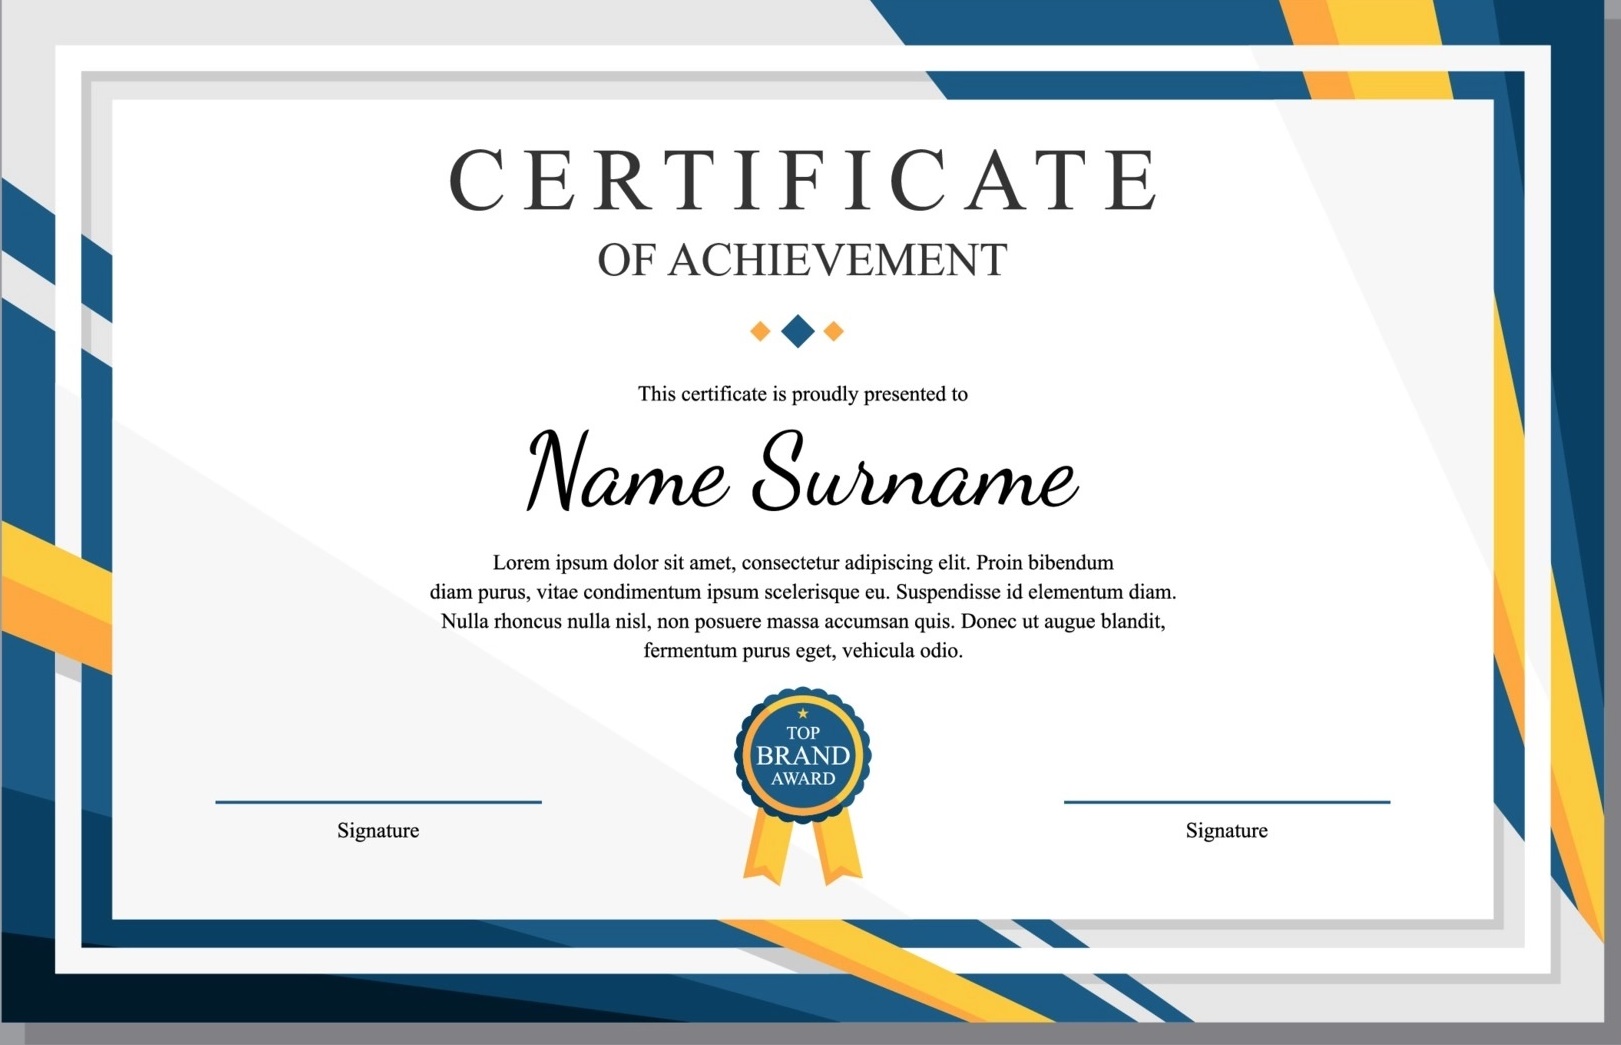 CERTIFICATE
OF ACHIEVEMENT
This certificate is proudly presented to
Name Surname
Lorem ipsum dolor sit amet, consectetur adipiscing elit. Proin bibendum
diam purus, vitae condimentum ipsum scelerisque eu. Suspendisse id elementum diam.
Nulla rhoncus nulla nisl, non posuere massa accumsan quis. Donec ut augue blandit,
fermentum purus eget, vehicula odio.
TOP
BRAND
AWARD
Signature
Signature